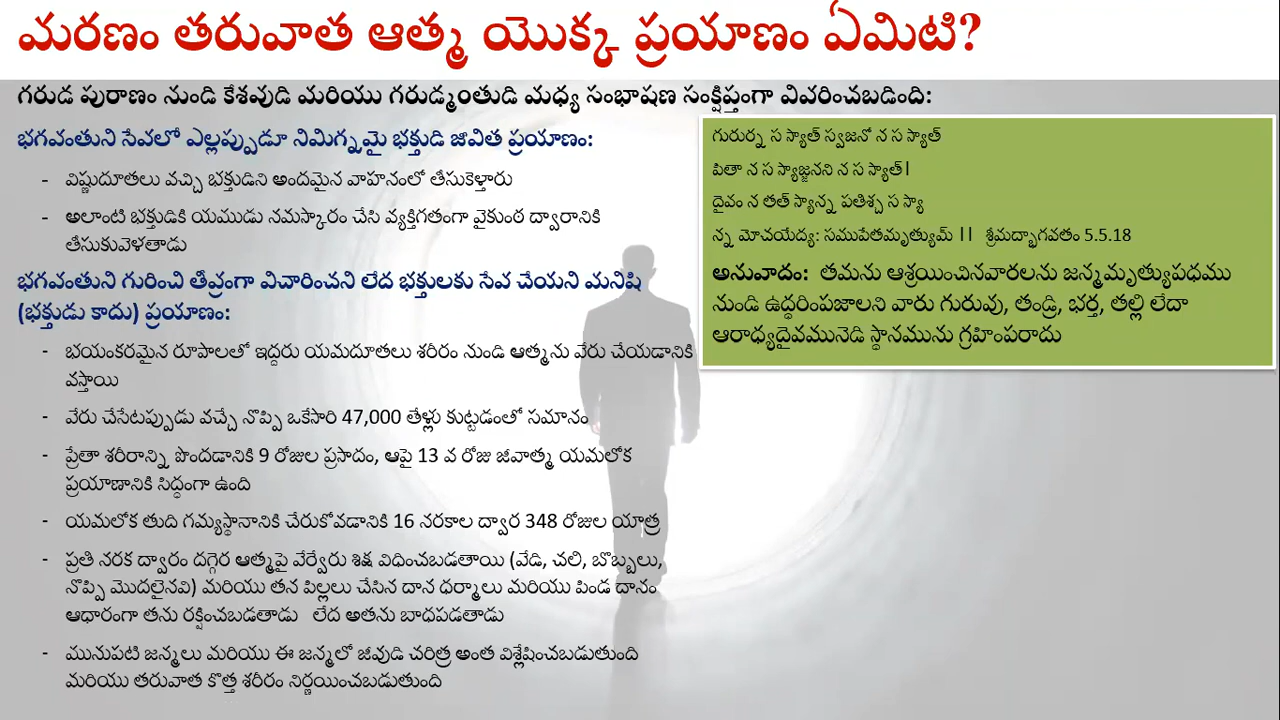 మరణం తరువాత ఆత్మ యొక్క ప్రయాణం ఏమిటి?
గరుడ పురాణం నుండి కేశవుడి మరియు గరుడ్మంతుడి మధ్య సంభాషణ సంక్షిప్తంగా వివరించబడింది:
భగవంతుని సేవలో ఎల్లప్పుడూ నిమిగ్నమై భక్తుడి జీవిత ప్రయాణం:
- విష్ణుదూతలు వచ్చు భక్తుడిని అందమైన వాహనంలో తీసుకెళ్తారు
- అలాంటి భక్తుడికి యముడు నమస్కారం చేసి వ్యక్తిగతంగా వైకుంఠ ద్వారానికి
తీసుకువెళతాడు
భగవంతుని గురించి తీవ్రంగా విచారించని లేద భక్తులకు సేవ చేయని మనిషి
(భక్తుడు కాదు) ప్రయాణం:
- భయంకరమైన రూపాలతో ఇద్దరు యమదూతలు శరీరం నుండి ఆత్మను వేరు చేయడానికి
వస్తాయి
- వేరు చేసేటప్పుడు వచ్చే నొప్పి ఒకేసారి 47,000 తేళ్లు కుట్టడంతో సమానం
- ప్రేతా శరీరాన్ని పొందడానికి 9 రోజుల ప్రసాదం, ఆపై 13 వ రోజు జీవాత్మ యమలోక
ప్రయాణానికి సిద్ధంగా ఉంది
- యమలోక తుది గమ్యస్థానానికి చేరుకోవడానికి 16 నరకాల ద్వార 348 రోజుల యాత్ర
- ప్రతి నరక ద్వారం దగ్గెర ఆత్మపై వేర్వేరు శిక్ష విధించబడతాయి (వేడి, చలి, బొబ్బలు,
నొప్పి మొదలైనవి) మరియు తన పిల్లలు చేసిన దాన ధర్మాలు మరియు పిండ దానం
ఆధారంగా తను రక్షించబడతాడు లేద అతను బాధపడతాడు
- మునుపటి జన్మలు మరియు ఈ జన్మలో జీవుడి చరిత్ర అంత విశ్లేషించబడుతుంది
మరియు తరువాత కొత్త శరీరం నిర్ణయించబడుతుంది
గురుర్న స స్యాత్ స్వజనో న స స్యాత్
పితా న స స్యాజ్జనని న స స్యాత్।
దైవం న తత్ స్యాన్న పతిశ్చ స స్యా
న్న మోచయేద్య: సముపేతమృత్యుమ్ ।। శ్రీమద్భాగవతం 5.5.18
అనువాదం: తమను ఆశ్రయించినవారలను జన్మమృత్యుపధము
నుండి ఉద్ధరింపజాలని వారు గురువు, తండ్రి, భర్త, తల్లి లేదా
ఆరాధ్యదైవమునెడి స్థానమును గ్రహింపరాదు